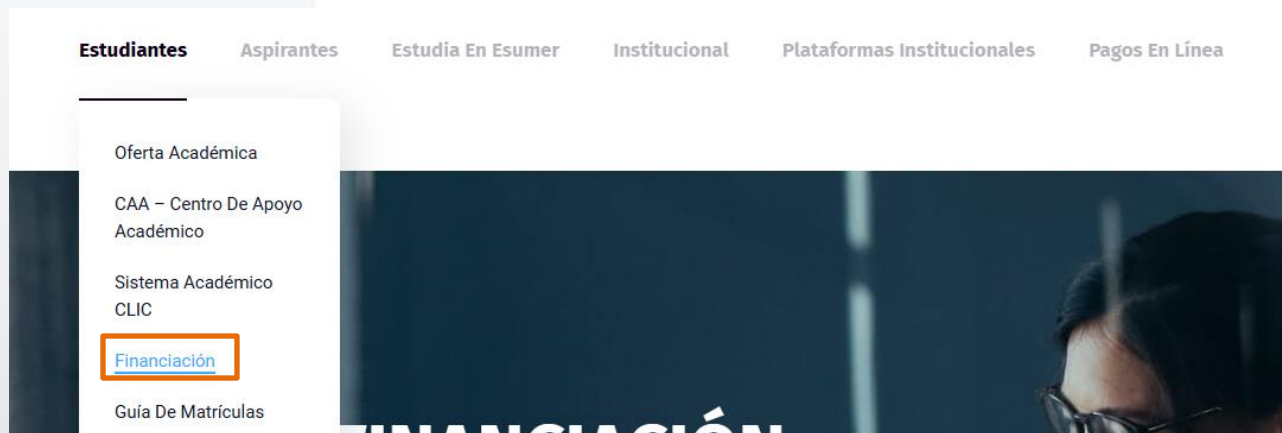 Estudiantes Aspirantes Estudia En Esumer Institucional Plataformas Institucionales Pagos En Línea
Oferta Académica
CAA – Centro De Apoyo
Académico
Sistema Académico
CLIC
Financiación
Guía De Matrículas
FINANCIACIÓN